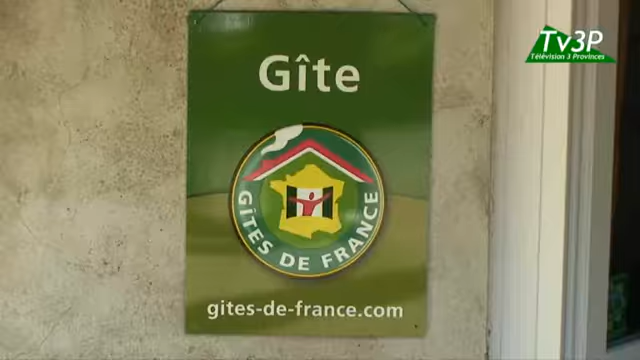 Tv3P
Télévision 3 Provinces
Gîte
GÎTES DE FRANCE
gites-de-france.com